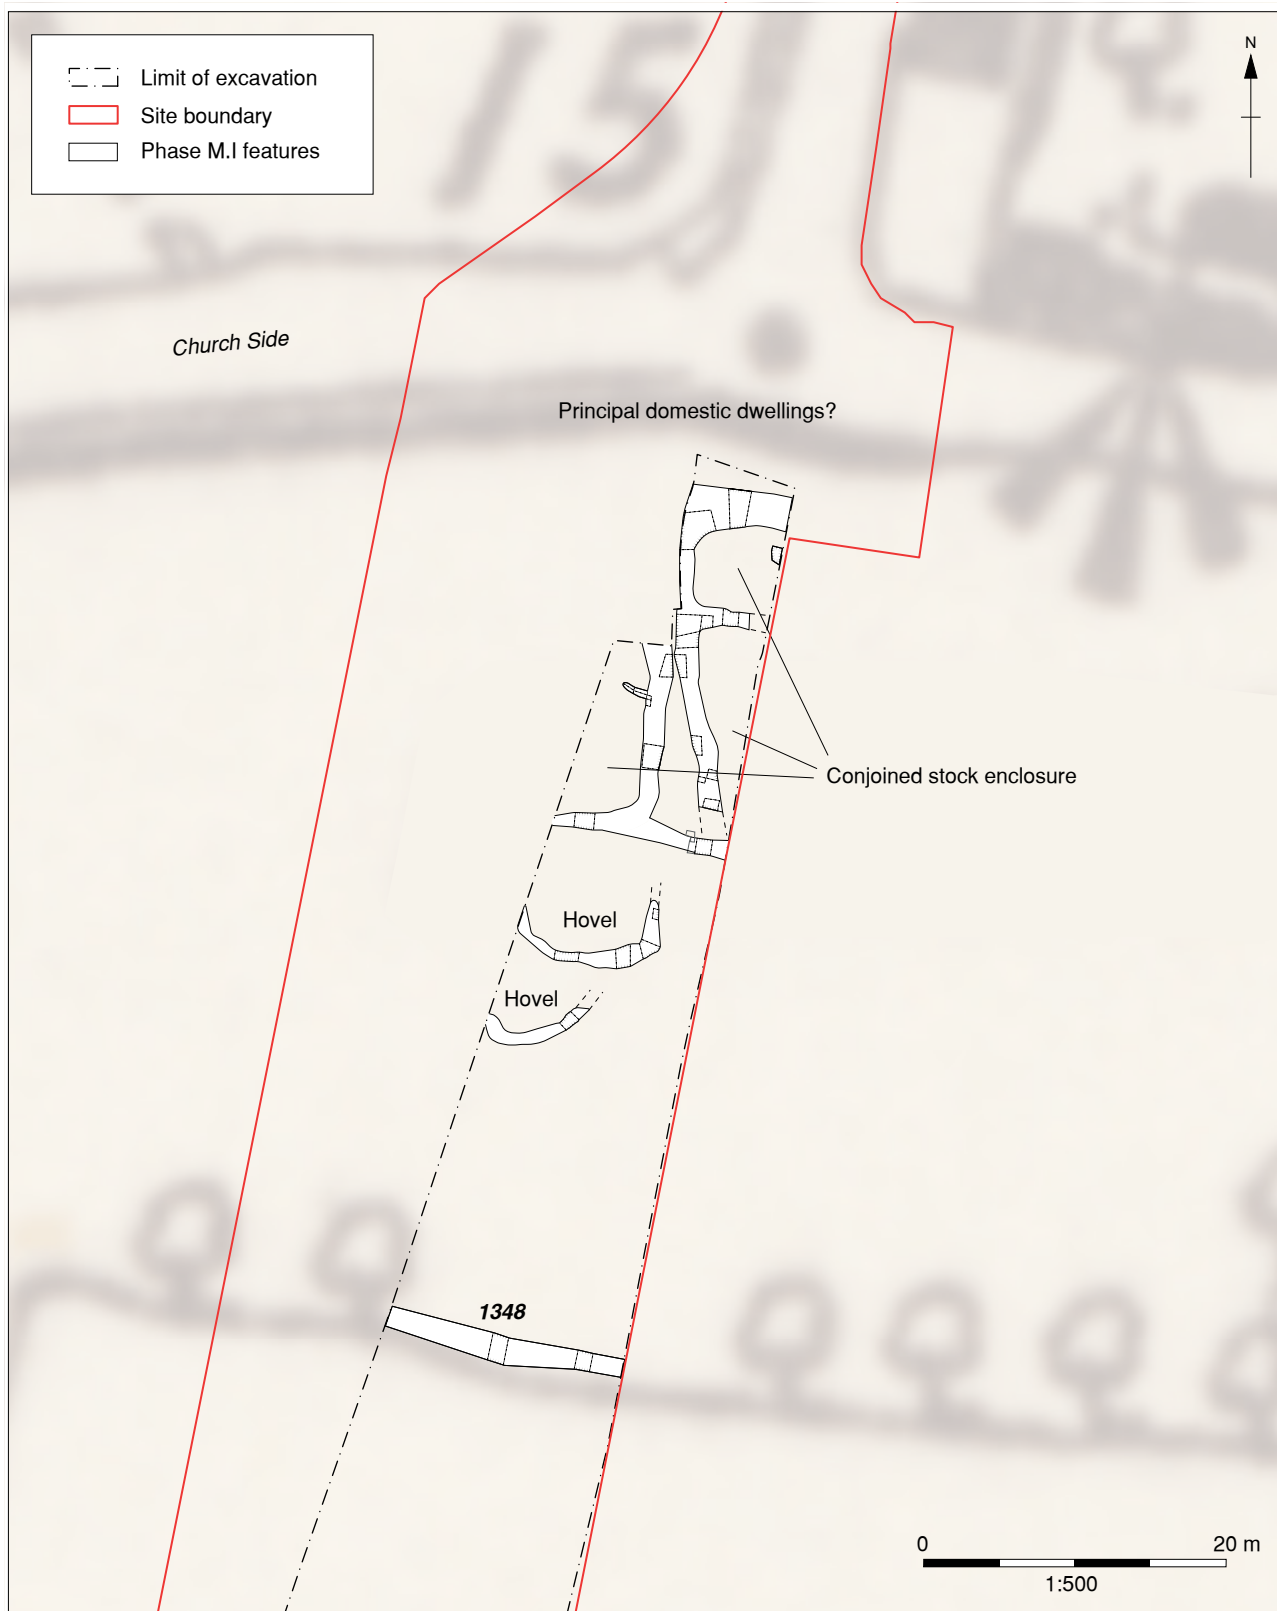 Limit of excavation
Site boundary
Phase M.I features
N
15
Church Side
Principal domestic dwellings?
Conjoined stock enclosure
Hovel
Hovel
1348
0 20 m
1:500